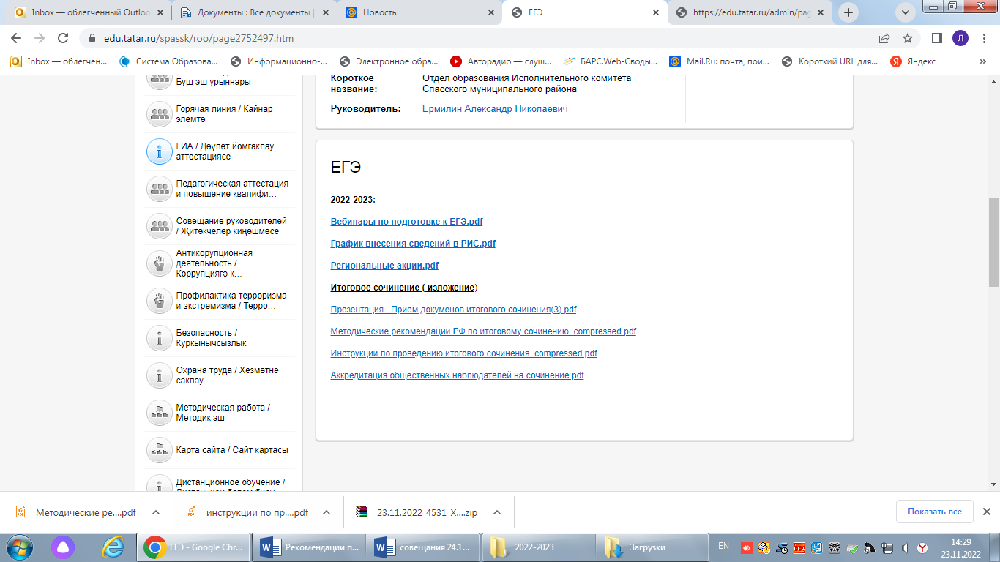 Inbox — облегченный Outloo
Документы : Все документы |
Новость
ЕГЭ
https://edu.tatar.ru/admin/pag
edu.tatar.ru/spassk/roo/page2752497.htm
Л
Inbox — облегчен...
Система Образова...
Информационно-...
Электронное обра...
Авторадио — слуш...
БАРС.Web-Своды...
Mail.Ru: почта, пои...
Короткий URL для...
Яндекс
Буш эш урыннары
Горячая линия / Кайнар
элемтә
ГИА / Дәүләт йомгаклау
аттестациясе
Педагогическая аттестация
и повышение квалифи...
Совещание руководителей
/ Җитәкчеләр киңәшмәсе
Антикорупционная
деятельность /
Коррупциягә к...
Профилактика терроризма
и экстремизма / Терро...
Безопасность /
Куркынычсызлык
Охрана труда / Хезмәтне
саклау
Методическая работа /
Методик эш
Карта сайта / Сайт картасы
Дистанционное обучение /
Короткое
название:
Отдел образования Исполнительного комитета
Спасского муниципального района
Руководитель:
Ермилин Александр Николаевич
ЕГЭ
2022-2023:
Вебинары по подготовке к ЕГЭ.pdf
График внесения сведений в РИС.pdf
Региональные акции.pdf
Итоговое сочинение ( изложение)
Презентация_ Прием докуменов итогового сочинения(3).pdf
Методические рекомендации РФ по итоговому сочинению_compressed.pdf
Инструкции по проведению итогового сочинения_compressed.pdf
Аккредитация общественных наблюдателей на сочинение.pdf
Методические ре....pdf
инструкции по пр....pdf
23.11.2022_4531_X....zip
Показать все
ЕГЭ - Google Chr...
Рекомендации п...
совещания 24.1...
2022-2023
Загрузки
EN
14:29
23.11.2022